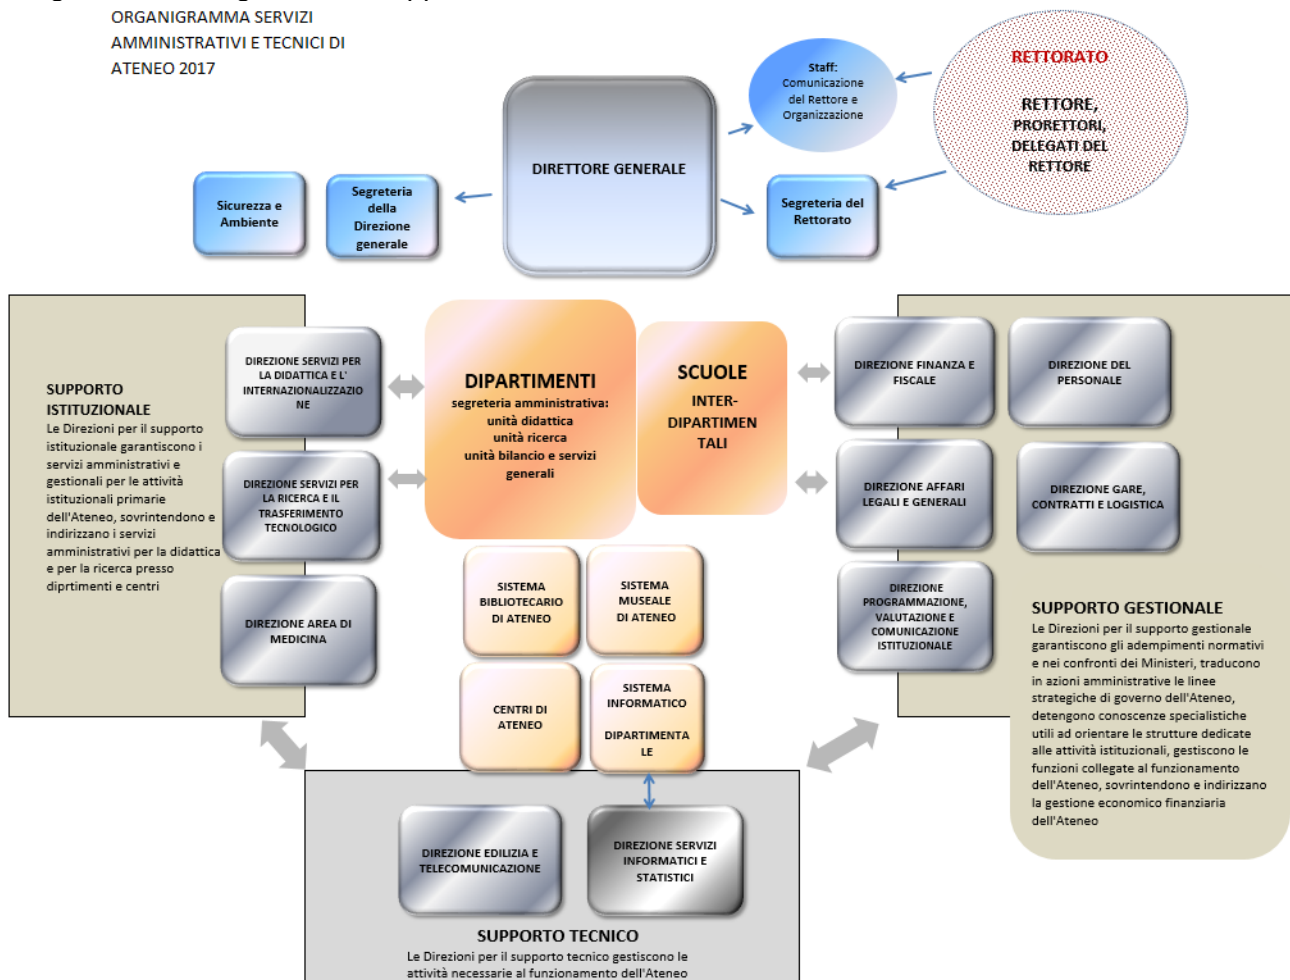 ORGANIGRAMMA SERVIZI
AMMINISTRATIVI E TECNICI DI
ATENEO 2017
Staff:
Comunicazione
del Rettore e
Organizzazione
RETTORATO
RETTORE,
PRORETTORI,
DELEGATI DEL
RETTORE
DIRETTORE GENERALE
Sicurezza e
Ambiente
Segreteria
della
Direzione
generale
Segreteria del
Rettorato
SUPPORTO
ISTITUZIONALE
Le Direzioni per il supporto
istituzionale garantiscono i
servizi amministrativi e
gestionali per le attività
istituzionali primarie
dell'Ateneo, sovrintendono e
indirizzano i servizi
amministrativi per la didattica
e per la ricerca presso
diprtimenti e centri
DIREZIONE SERVIZI PER
LA DIDATTICA E L'
INTERNAZIONALIZZAZIO
NE
DIREZIONE SERVIZI PER
LA RICERCA E IL
TRASFERIMENTO
TECNOLOGICO
DIREZIONE AREA DI
MEDICINA
DIPARTIMENTI
segreteria amministrativa:
unità didattica
unità ricerca
unità bilancio e servizi
generali
SCUOLE
INTER-
DIPARTIMEN
TALI
DIREZIONE FINANZA E
FISCALE
DIREZIONE DEL
PERSONALE
DIREZIONE AFFARI
LEGALI E GENERALI
DIREZIONE GARE,
CONTRATTI E LOGISTICA
DIREZIONE
PROGRAMMAZIONE,
VALUTAZIONE E
COMUNICAZIONE
ISTITUZIONALE
SUPPORTO GESTIONALE
Le Direzioni per il supporto gestionale
garantiscono gli adempimenti normativi
e nei confronti dei Ministeri, traducono
in azioni amministrative le linee
strategiche di governo dell'Ateneo,
detengono conoscenze specialistiche
utili ad orientare le strutture dedicate
alle attività istituzionali, gestiscono le
funzioni collegate al funzionamento
dell'Ateneo, sovrintendono e indirizzano
la gestione economico finanziaria
dell'Ateneo
SISTEMA
BIBLIOTECARIO
DI ATENEO
SISTEMA
MUSEALE
DI ATENEO
CENTRI DI
ATENEO
SISTEMA
INFORMATICO
DIPARTIMENTA
LE
DIREZIONE EDILIZIA E
TELECOMUNICAZIONE
DIREZIONE SERVIZI
INFORMATICI E
STATISTICI
SUPPORTO TECNICO
Le Direzioni per il supporto tecnico gestiscono le
attività necessarie al funzionamento dell'Ateneo